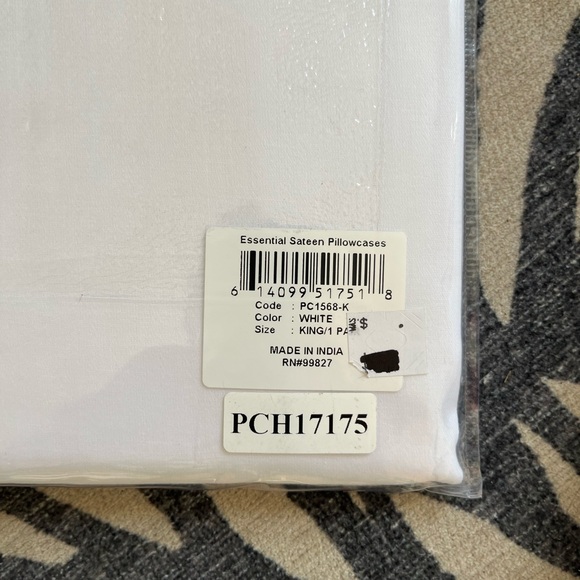 Essential Sateen Pillowcases
6 14099 51751 8
Code : PC1568-K
Color : WHITE
Size : KING/1 PA
$
MADE IN INDIA
RN#99827
PCH17175